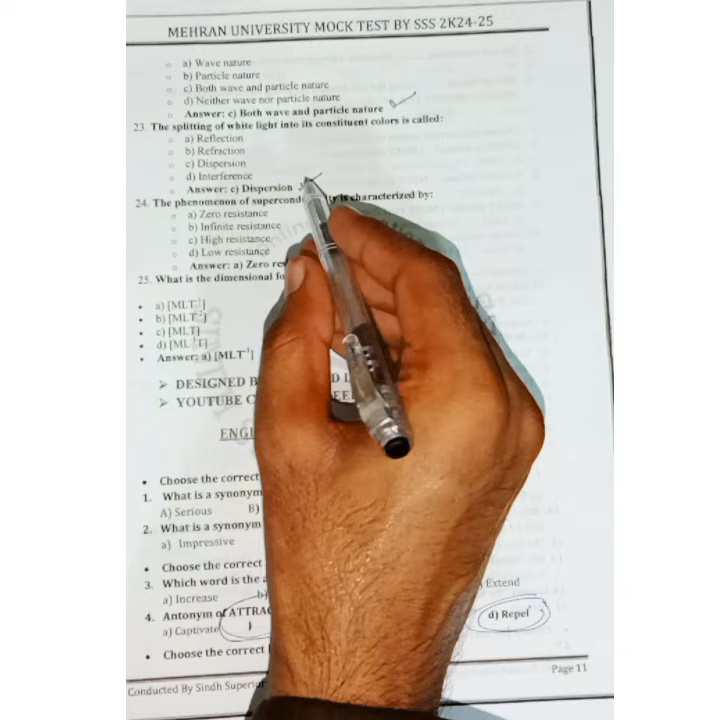 MEHRAN UNIVERSITY MOCK TEST BY SSS 2K24-25
a) Wave nature
b) Particle nature
c) Both wave and particle nature
d) Neither wave nor particle nature
Answer: c) Both wave and particle nature
23. The splitting of white light into its constituent colors is called:
a) Reflection
b) Refraction
c) Dispersion
d) Interference
Answer: c) Dispersion
24. The phenomenon of supercond ty is characterized by:
a) Zero resistance
b) Infinite resistance
c) High resistance
d) Low resistance
Answer: a) Zero res
25. What is the dimensional fo
a) [MLT⁻¹]
b) [MLT⁻²]
c) [MLT]
d) [ML⁻¹T]
Answer: a) [MLT⁻¹]
DESIGNED B
YOUTUBE C
ENGL
Choose the correct
1. What is a synonym
A) Serious B)
2. What is a synonym
a) Impressive
Choose the correct
3. Which word is the a
a) Increase b) Extend
4. Antonym of ATTRAC
a) Captivate d) Repel
Choose the correct
Page 11
Conducted By Sindh Superior